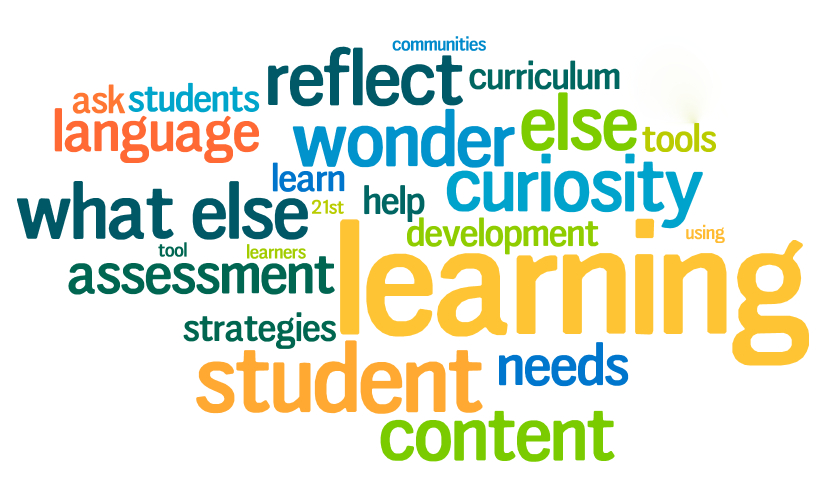 communities
reflect
curriculum
ask
students
language
wonder
else
tools
learn
curiosity
what else
21st
help
development
using
tool
learners
assessment
learning
strategies
student
needs
content